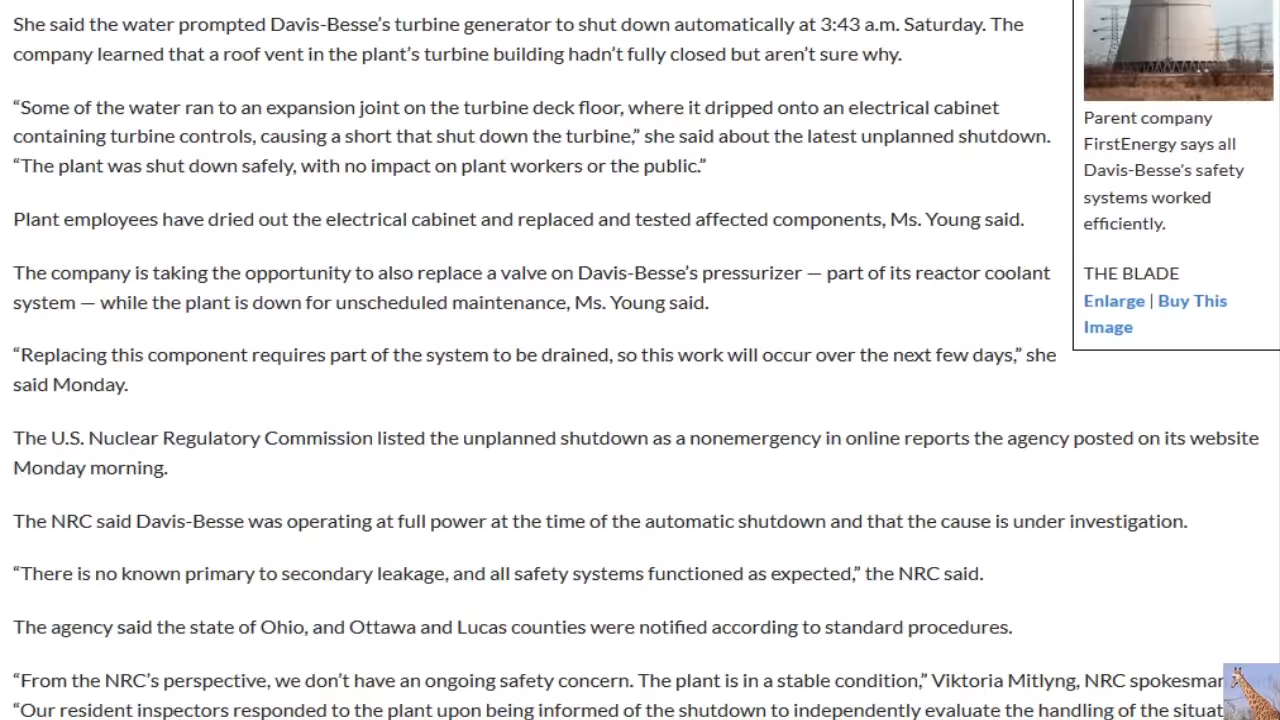 She said the water prompted Davis-Besse’s turbine generator to shut down automatically at 3:43 a.m. Saturday. The
company learned that a roof vent in the plant’s turbine building hadn’t fully closed but aren’t sure why.
“Some of the water ran to an expansion joint on the turbine deck floor, where it dripped onto an electrical cabinet
containing turbine controls, causing a short that shut down the turbine,” she said about the latest unplanned shutdown.
“The plant was shut down safely, with no impact on plant workers or the public.”
Plant employees have dried out the electrical cabinet and replaced and tested affected components, Ms. Young said.
The company is taking the opportunity to also replace a valve on Davis-Besse’s pressurizer — part of its reactor coolant
system — while the plant is down for unscheduled maintenance, Ms. Young said.
“Replacing this component requires part of the system to be drained, so this work will occur over the next few days,” she
said Monday.
The U.S. Nuclear Regulatory Commission listed the unplanned shutdown as a nonemergency in online reports the agency posted on its website
Monday morning.
The NRC said Davis-Besse was operating at full power at the time of the automatic shutdown and that the cause is under investigation.
“There is no known primary to secondary leakage, and all safety systems functioned as expected,” the NRC said.
The agency said the state of Ohio, and Ottawa and Lucas counties were notified according to standard procedures.
“From the NRC’s perspective, we don’t have an ongoing safety concern. The plant is in a stable condition,” Viktoria Mitlyng, NRC
“Our resident inspectors responded to the plant upon being informed of the shutdown to independently evaluate the handling of the
Parent company
FirstEnergy says all
Davis-Besse's safety
systems worked
efficiently.
THE BLADE
Enlarge | Buy This
Image